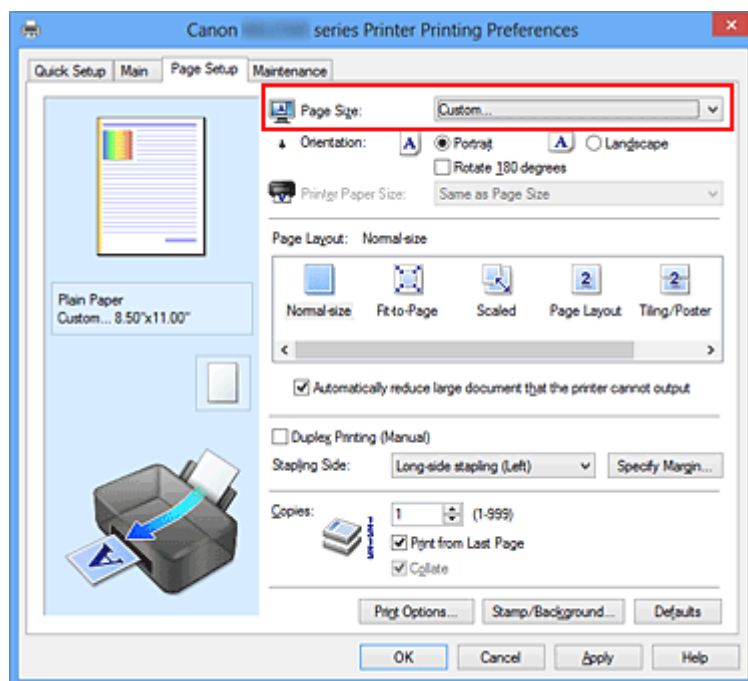 Canon series Printer Printing Preferences
Quick Setup Main Page Setup Maintenance
Page Size: Custom...
Orientation: A Portrait A Landscape
Rotate 180 degrees
Printer Paper Size: Same as Page Size
Page Layout: Normal-size
2 2
Normal-size Fit-to-Page Scaled Page Layout Tiling/Poster
Plain Paper
Custom... 8.50"x11.00"
Automatically reduce large document that the printer cannot output
Duplex Printing (Manual)
Stapling Side: Long-side stapling (Left) Specify Margin...
Copies: 1 (1-999)
Print from Last Page
Collate
A
Print Options... Stamp/Background... Defaults
OK Cancel Apply Help